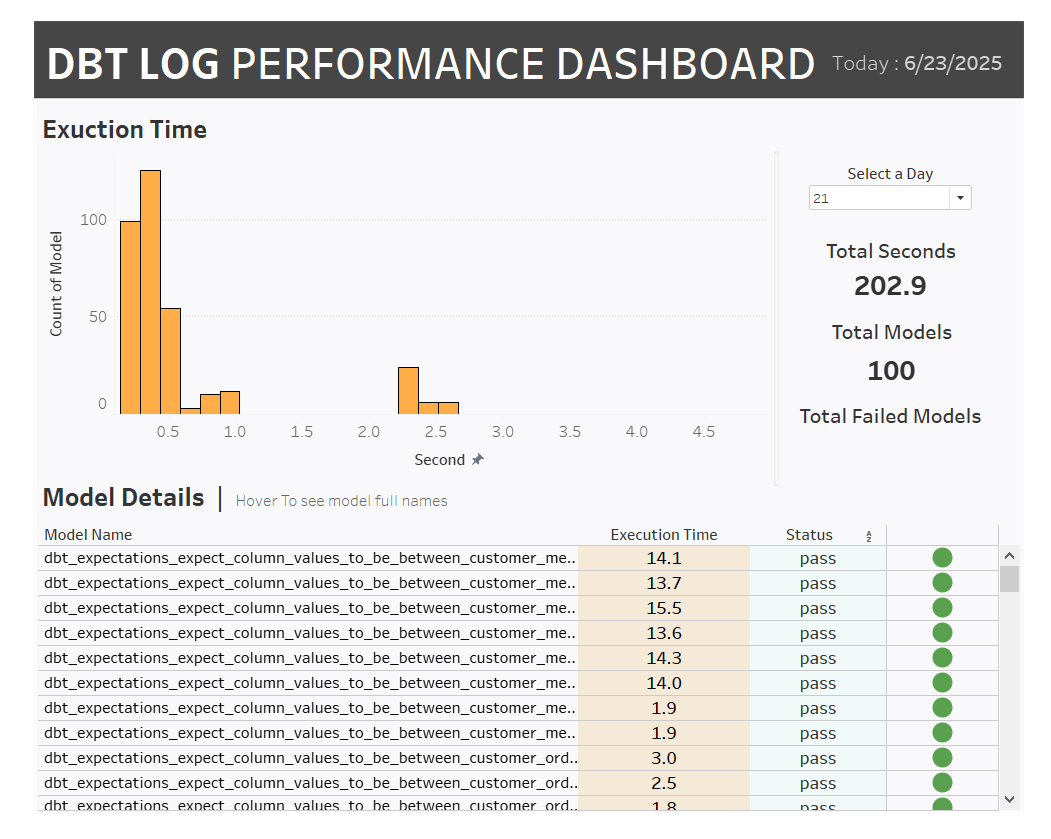 DBT LOG PERFORMANCE DASHBOARD Today : 6/23/2025
Exuction Time
Select a Day
21
Total Seconds
202.9
Total Models
100
Total Failed Models
Count of Model
100
50
0
0.5 1.0 1.5 2.0 2.5 3.0 3.5 4.0 4.5
Second
Model Details | Hover To see model full names
Model Name Execution Time Status
dbt_expectations_expect_column_values_to_be_between_customer_me.. 14.1 pass
dbt_expectations_expect_column_values_to_be_between_customer_me.. 13.7 pass
dbt_expectations_expect_column_values_to_be_between_customer_me.. 15.5 pass
dbt_expectations_expect_column_values_to_be_between_customer_me.. 13.6 pass
dbt_expectations_expect_column_values_to_be_between_customer_me.. 14.3 pass
dbt_expectations_expect_column_values_to_be_between_customer_me.. 14.0 pass
dbt_expectations_expect_column_values_to_be_between_customer_me.. 1.9 pass
dbt_expectations_expect_column_values_to_be_between_customer_me.. 1.9 pass
dbt_expectations_expect_column_values_to_be_between_customer_ord.. 3.0 pass
dbt_expectations_expect_column_values_to_be_between_customer_ord.. 2.5 pass
dbt_expectations_expect_column_values_to_be_between_customer_ord.. 1.8 pass